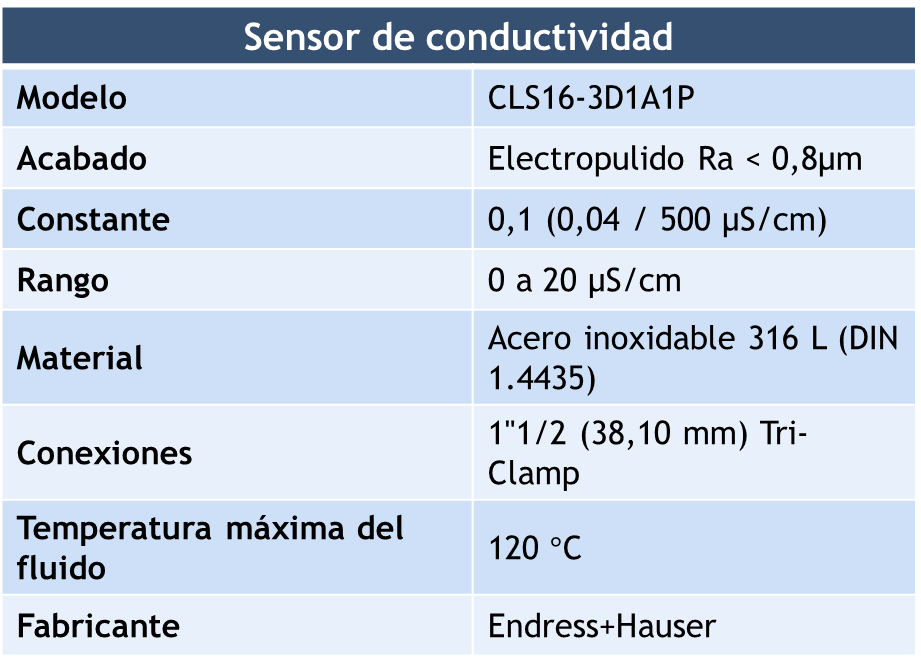 Sensor de conductividad
Modelo
CLS16-3D1A1P
Acabado
Electropulido Ra < 0,8µm
Constante
0,1 (0,04 / 500 µS/cm)
Rango
0 a 20 µS/cm
Material
Acero inoxidable 316 L (DIN
1.4435)
Conexiones
1"1/2 (38,10 mm) Tri-
Clamp
Temperatura máxima del
fluido
120 °C
Fabricante
Endress+Hauser